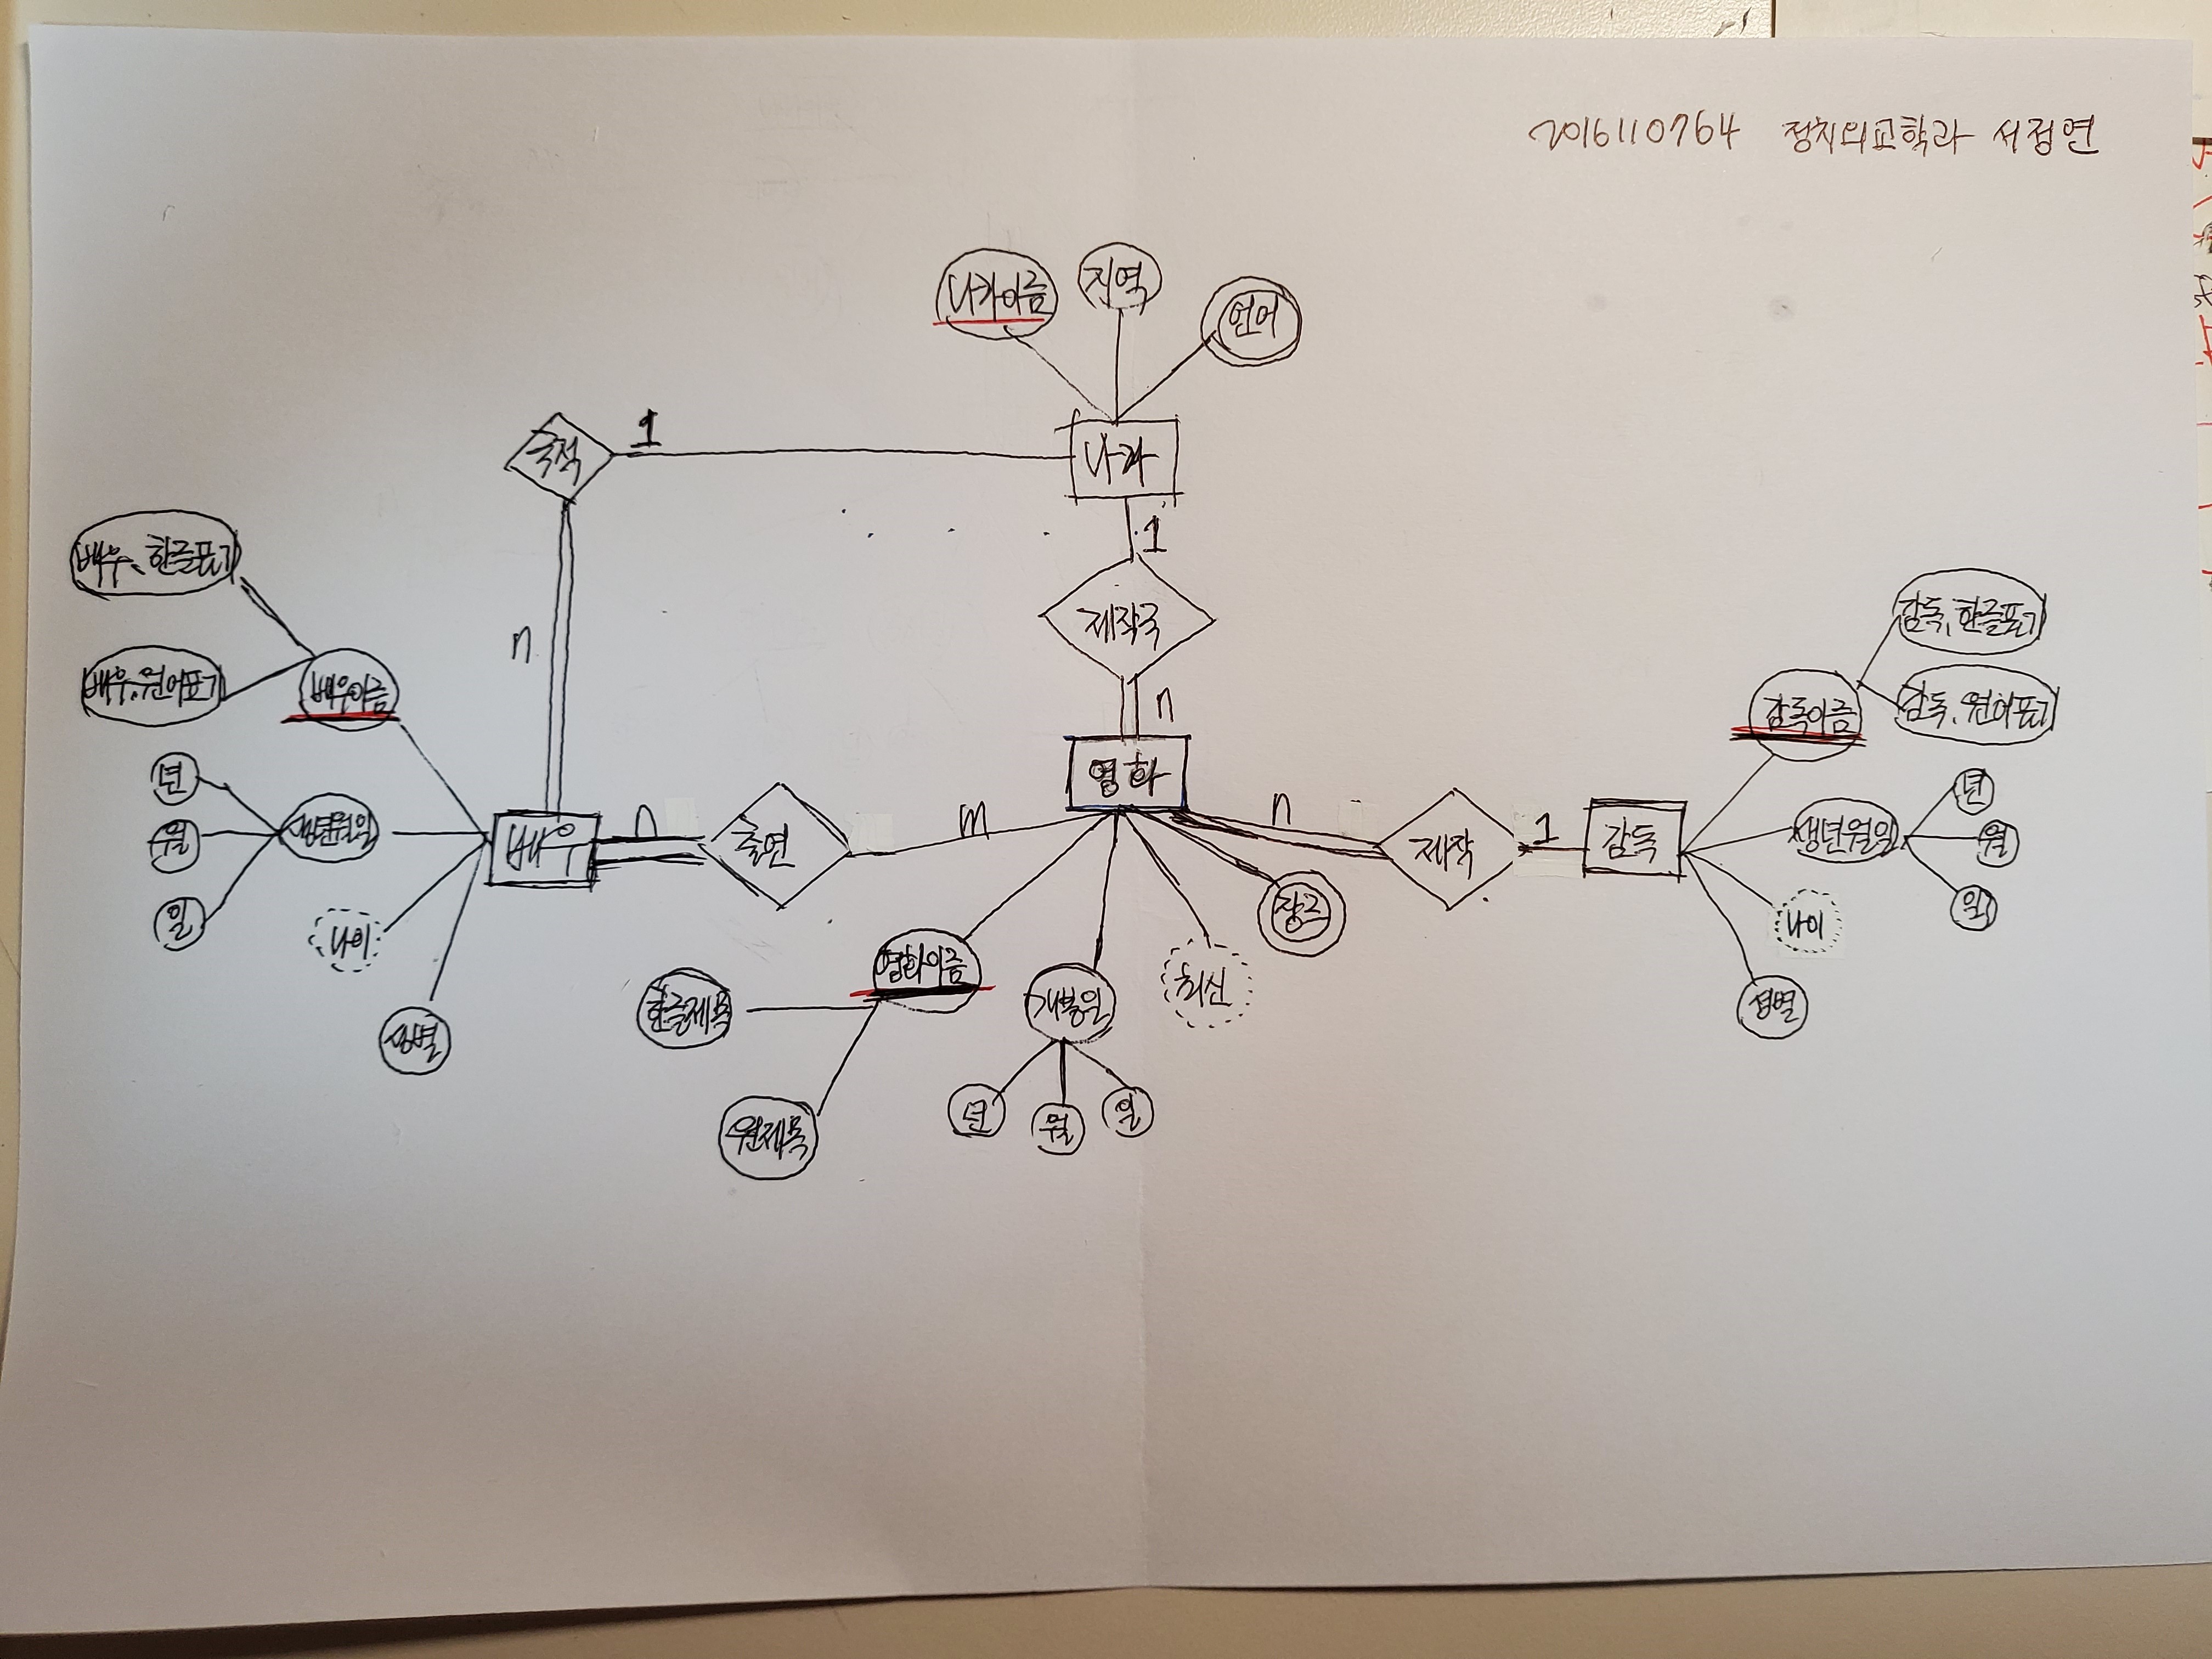 2016110764 정치외교학과 서정연
나라이름
지역
언어
국적
1
나라
1
제작국
n
n
배우, 한글표기
배우, 원어표기
배우이름
년
월
일
생년월일
나이
성별
배우
n
출연
m
영화
n
제작
1
감독
감독이름
감독, 한글표기
감독, 원어표기
생년월일
년
월
일
나이
성별
장르
최신
영화이름
한글제목
원제목
개봉일
년
월
일